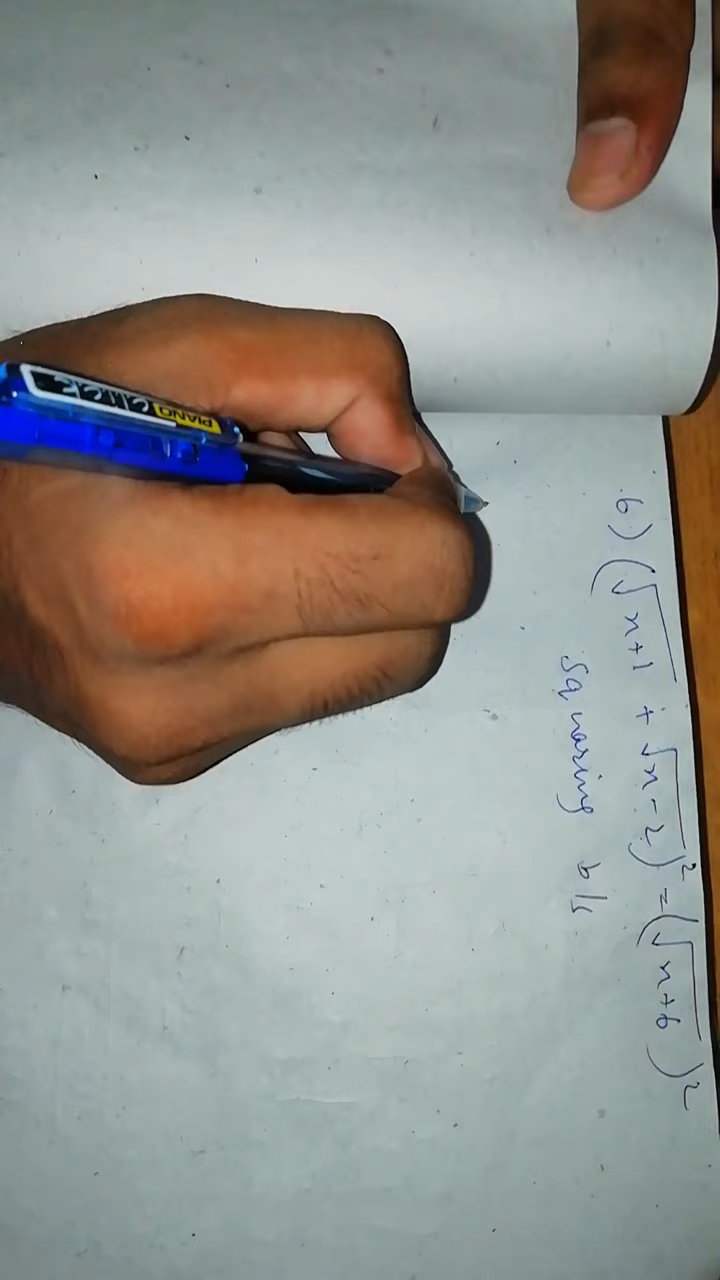 6) (√x+1 + √x-2)² = (√x+6)²
Squaring b/s
PIANO